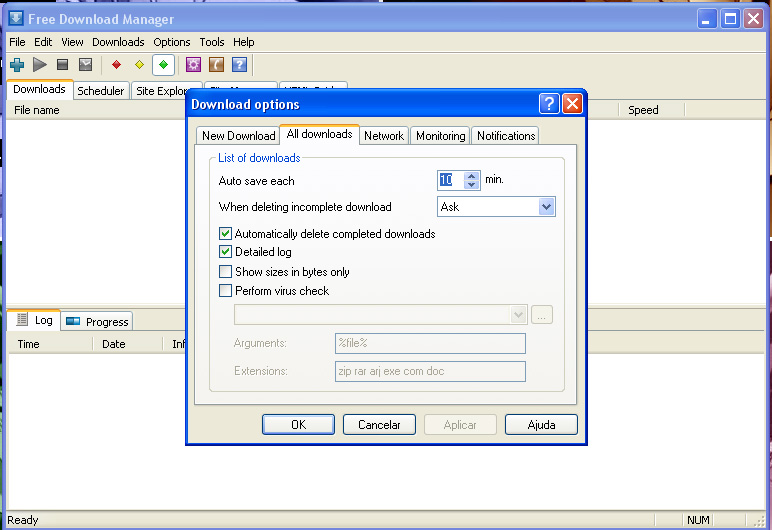 Free Download Manager
File Edit View Downloads Options Tools Help
Downloads Scheduler Site Explo
File name Speed
Download options
New Download All downloads Network Monitoring Notifications
List of downloads
Auto save each 10 min.
When deleting incomplete download Ask
Automatically delete completed downloads
Detailed log
Show sizes in bytes only
Perform virus check
...
Arguments: %file%
Extensions: zip rar arj exe com doc
OK Cancelar Aplicar Ajuda
Log Progress
Time Date Inf
Ready NUM